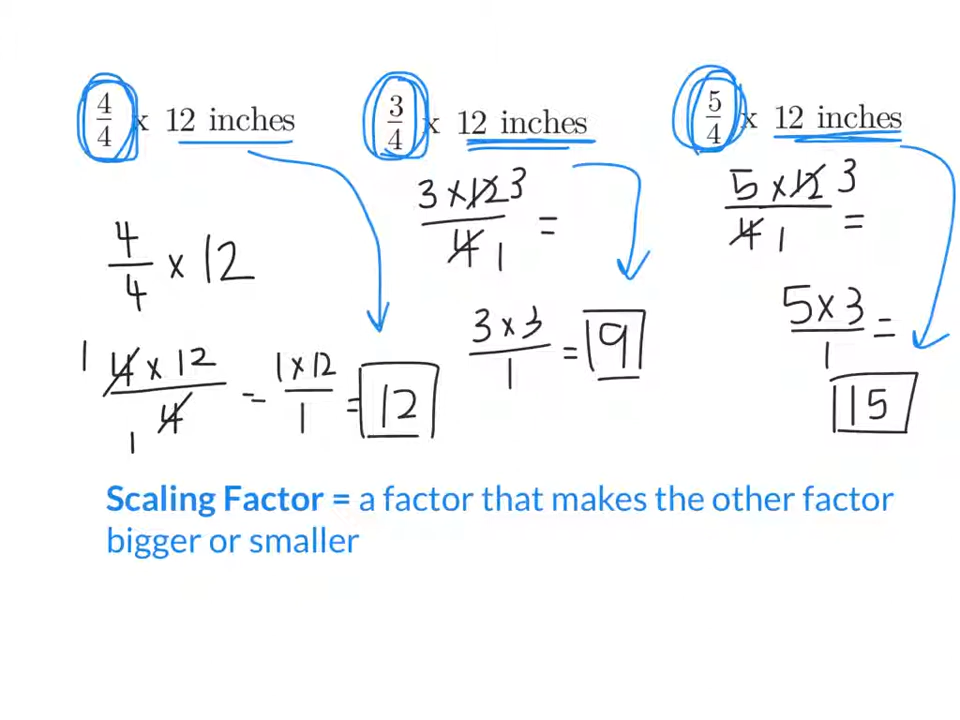 4/4 x 12 inches
3/4 x 12 inches
5/4 x 12 inches
4/4 x 12
1 4 x 12 / 4 1 = 1 x 12 / 1 = 12
3 x 12 3 / 4 1 =
3 x 3 / 1 = 9
5 x 12 3 / 4 1 =
5 x 3 / 1 =
15
Scaling Factor = a factor that makes the other factor
bigger or smaller